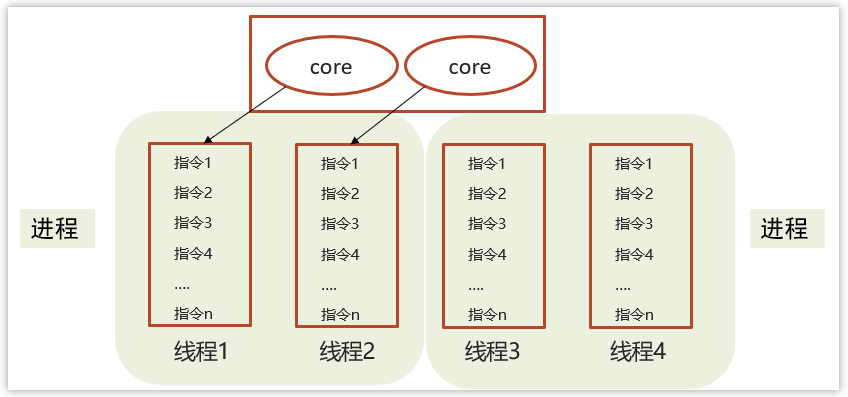 core
core
进程
指令1
指令2
指令3
指令4
....
指令n
线程1
指令1
指令2
指令3
指令4
....
指令n
线程2
指令1
指令2
指令3
指令4
....
指令n
线程3
指令1
指令2
指令3
指令4
....
指令n
线程4
进程